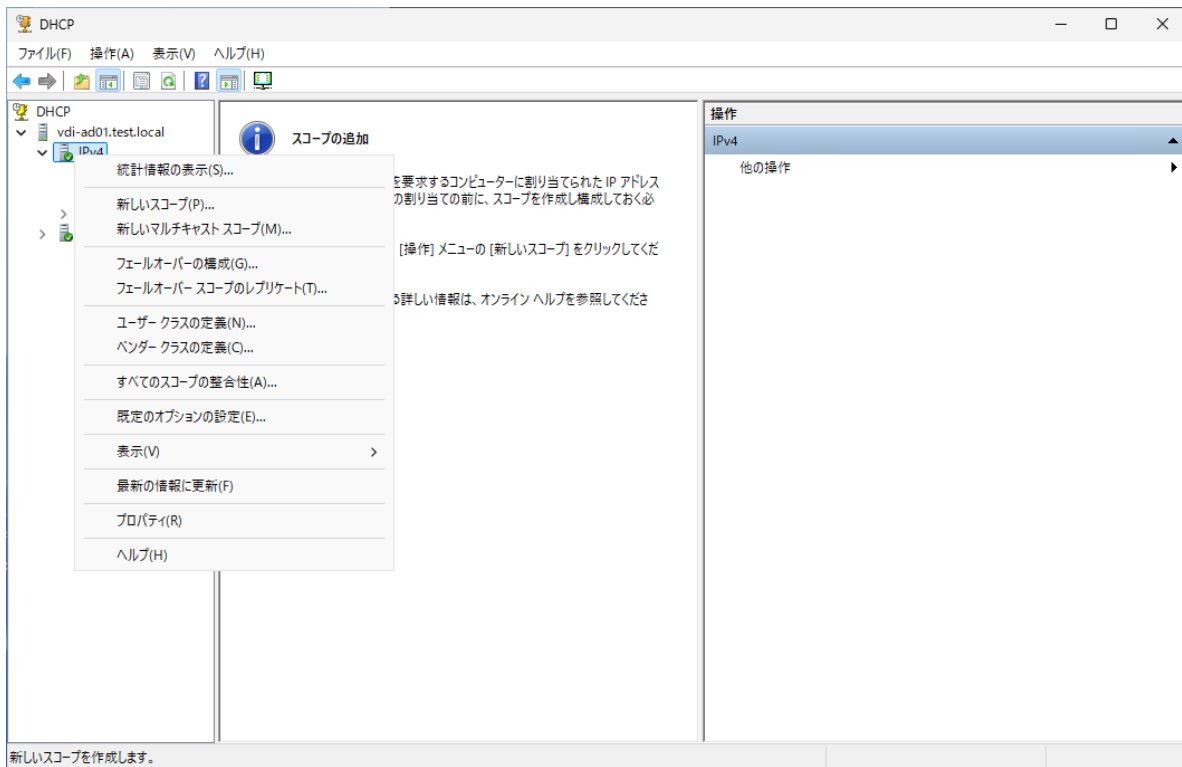 DHCP
ファイル(F) 操作(A) 表示(V) ヘルプ(H)
DHCP
vdi-ad01.test.local
IPv4
スコープの追加
を要求するコンピューターに割り当てられた IP アドレス
の割り当ての前に、スコープを作成し構成しておく必
[操作] メニューの [新しいスコープ] をクリックしてくだ
る詳しい情報は、オンライン ヘルプを参照してくださ
統計情報の表示(S)...
新しいスコープ(P)...
新しいマルチキャスト スコープ(M)...
フェールオーバーの構成(G)...
フェールオーバー スコープのレプリケート(T)...
ユーザー クラスの定義(N)...
ベンダー クラスの定義(C)...
すべてのスコープの整合性(A)...
既定のオプションの設定(E)...
表示(V)
最新の情報に更新(F)
プロパティ(R)
ヘルプ(H)
操作
IPv4
他の操作
新しいスコープを作成します。